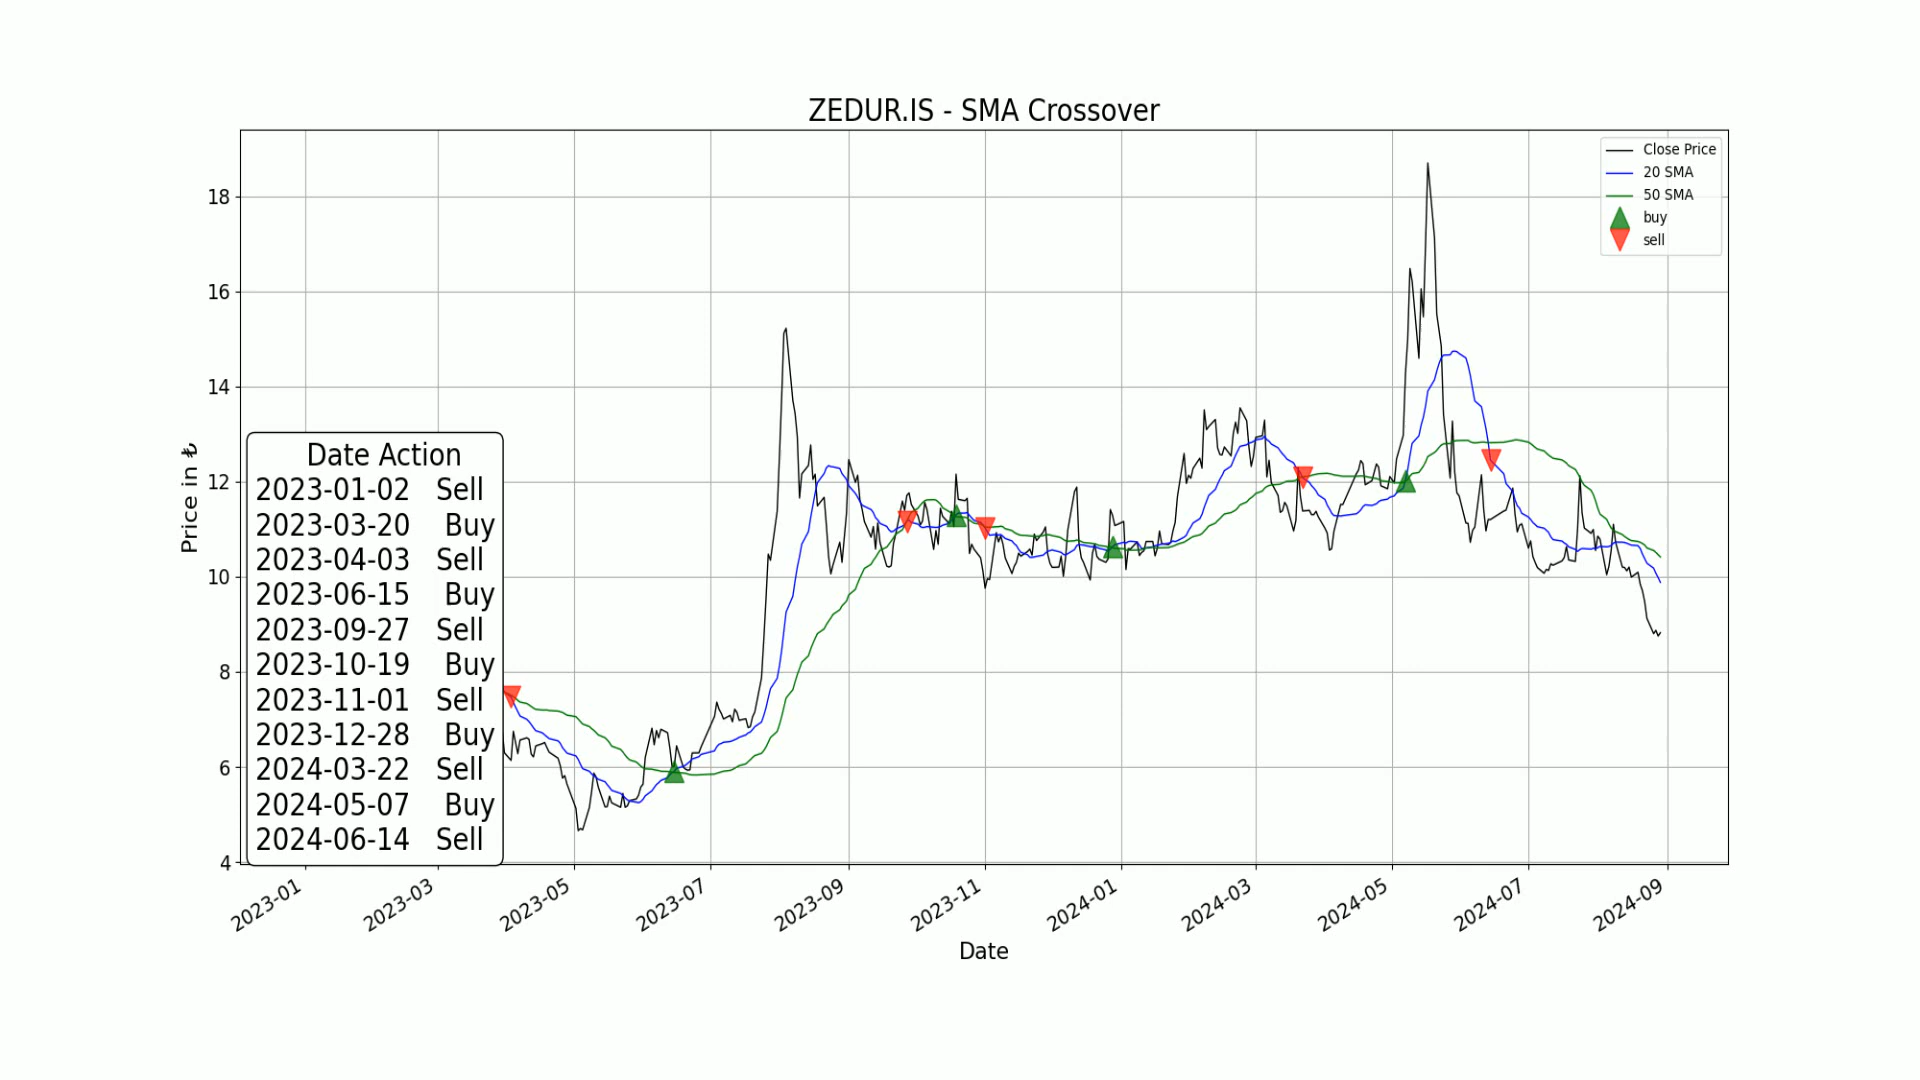 ZEDUR.IS - SMA Crossover
Close Price
20 SMA
50 SMA
buy
sell
18
16
14
12
10
8
6
4
Price in ₺
Date Action
2023-01-02 Sell
2023-03-20 Buy
2023-04-03 Sell
2023-06-15 Buy
2023-09-27 Sell
2023-10-19 Buy
2023-11-01 Sell
2023-12-28 Buy
2024-03-22 Sell
2024-05-07 Buy
2024-06-14 Sell
2023-01
2023-03
2023-05
2023-07
2023-09
2023-11
2024-01
2024-03
2024-05
2024-07
2024-09
Date